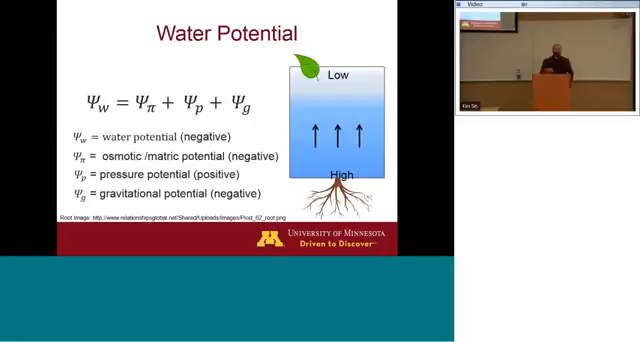 Water Potential
Ψw = Ψπ + Ψp + Ψg
Ψw = water potential (negative)
Ψπ = osmotic /matric potential (negative)
Ψp = pressure potential (positive)
Ψg = gravitational potential (negative)
Low
High
Root Image: http://www.relationshipsglobal.net/Shared/Uploads/Images/Prod_62_root.png
UNIVERSITY OF MINNESOTA
Driven to Discover
Video